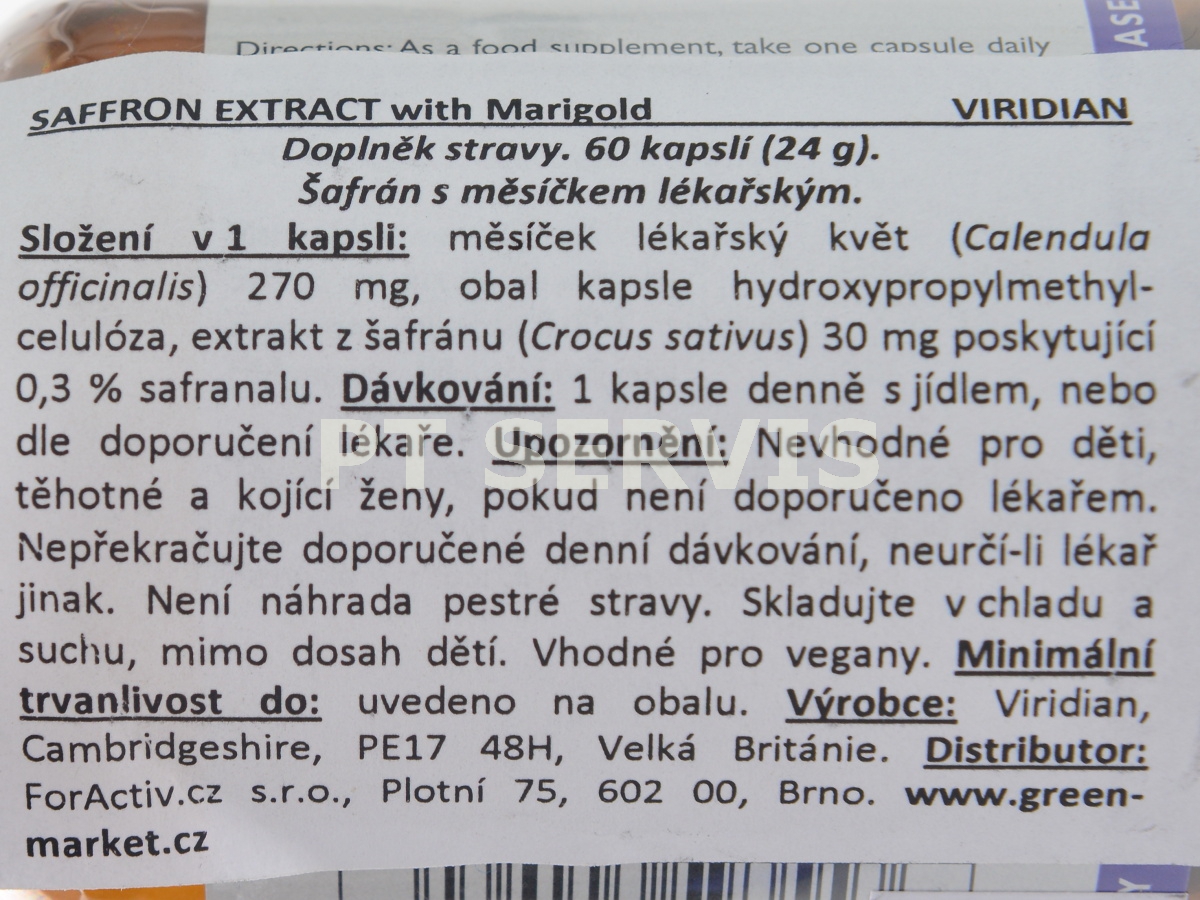 Directions: As a food supplement, take one capsule daily
ASE
SAFFRON EXTRACT with Marigold VIRIDIAN
Doplněk stravy. 60 kapslí (24 g).
Šafrán s měsíčkem lékařským.
Složení v 1 kapsli: měsíček lékařský květ (Calendula
officinalis) 270 mg, obal kapsle hydroxypropylmethyl-
celulóza, extrakt z šafránu (Crocus sativus) 30 mg poskytující
0,3 % safranalu. Dávkování: 1 kapsle denně s jídlem, nebo
dle doporučení lékaře. Upozornění: Nevhodné pro děti,
PT SERVIS
těhotné a kojící ženy, pokud není doporučeno lékařem.
Nepřekračujte doporučené denní dávkování, neurčí-li lékař
jinak. Není náhrada pestré stravy. Skladujte v chladu a
suchu, mimo dosah dětí. Vhodné pro vegany. Minimální
trvanlivost do: uvedeno na obalu. Výrobce: Viridian,
Cambridgeshire, PE17 48H, Velká Británie. Distributor:
ForActiv.cz s.r.o., Plotní 75, 602 00, Brno. www.green-
market.cz
Y